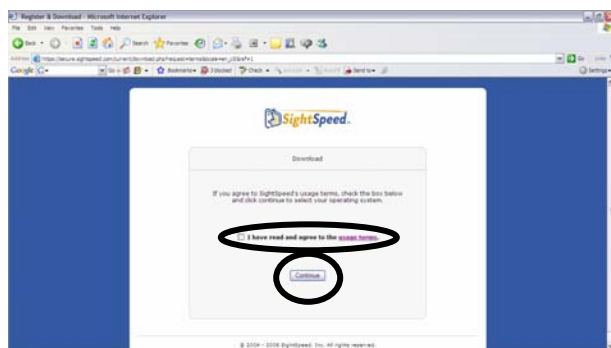 Register & Download - Microsoft Internet Explorer
File Edit View Favorites Tools Help
Back Search Favorites
Google G Go Bookmarks Check Send to Settings
SightSpeed
Download
If you agree to SightSpeed's usage terms, check the box below
and click continue to select your operating system.
I have read and agree to the usage terms.
Continue
© 2004 - 2006 SightSpeed, Inc. All rights reserved.